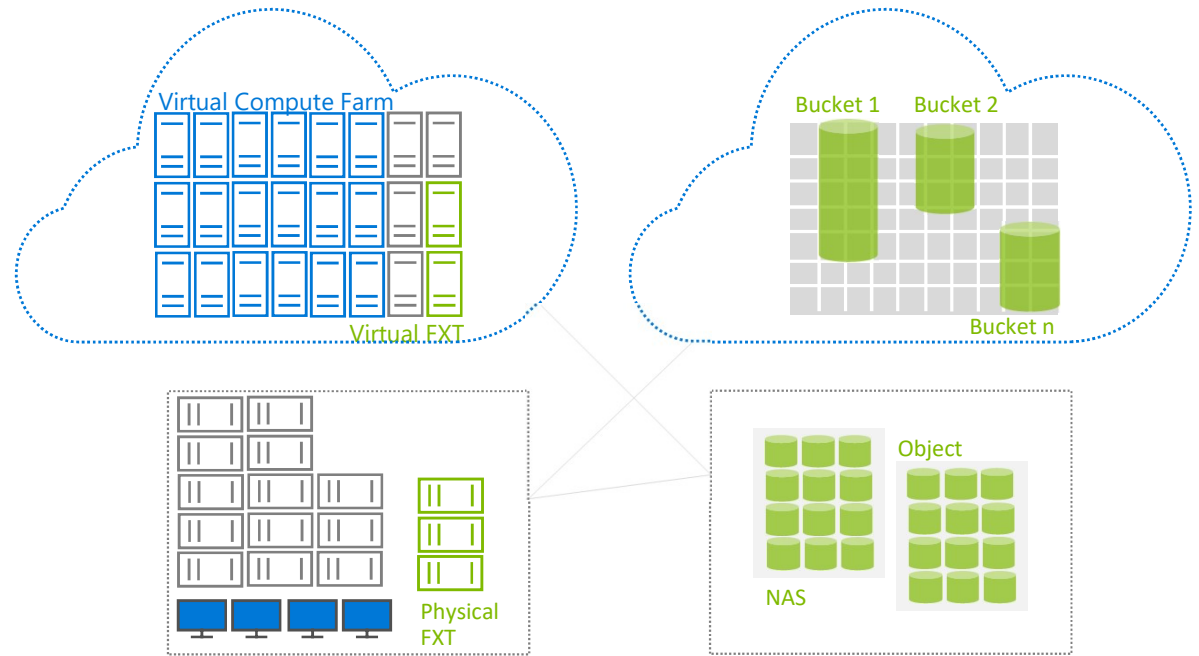 Virtual Compute Farm
Virtual FXT
Bucket 1
Bucket 2
Bucket n
Physical
FXT
NAS
Object